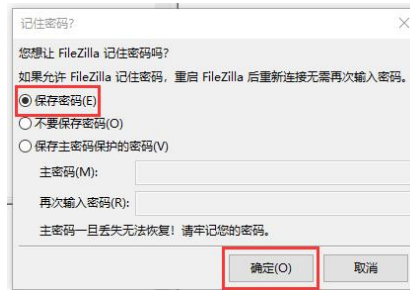 记住密码?
您想让 FileZilla 记住密码吗?
如果允许 FileZilla 记住密码，重启 FileZilla 后重新连接无需再次输入密码。
保存密码(E)
不要保存密码(O)
保存主密码保护的密码(V)
主密码(M):
再次输入密码(R):
主密码一旦丢失无法恢复！请牢记您的密码。
确定(O) 取消